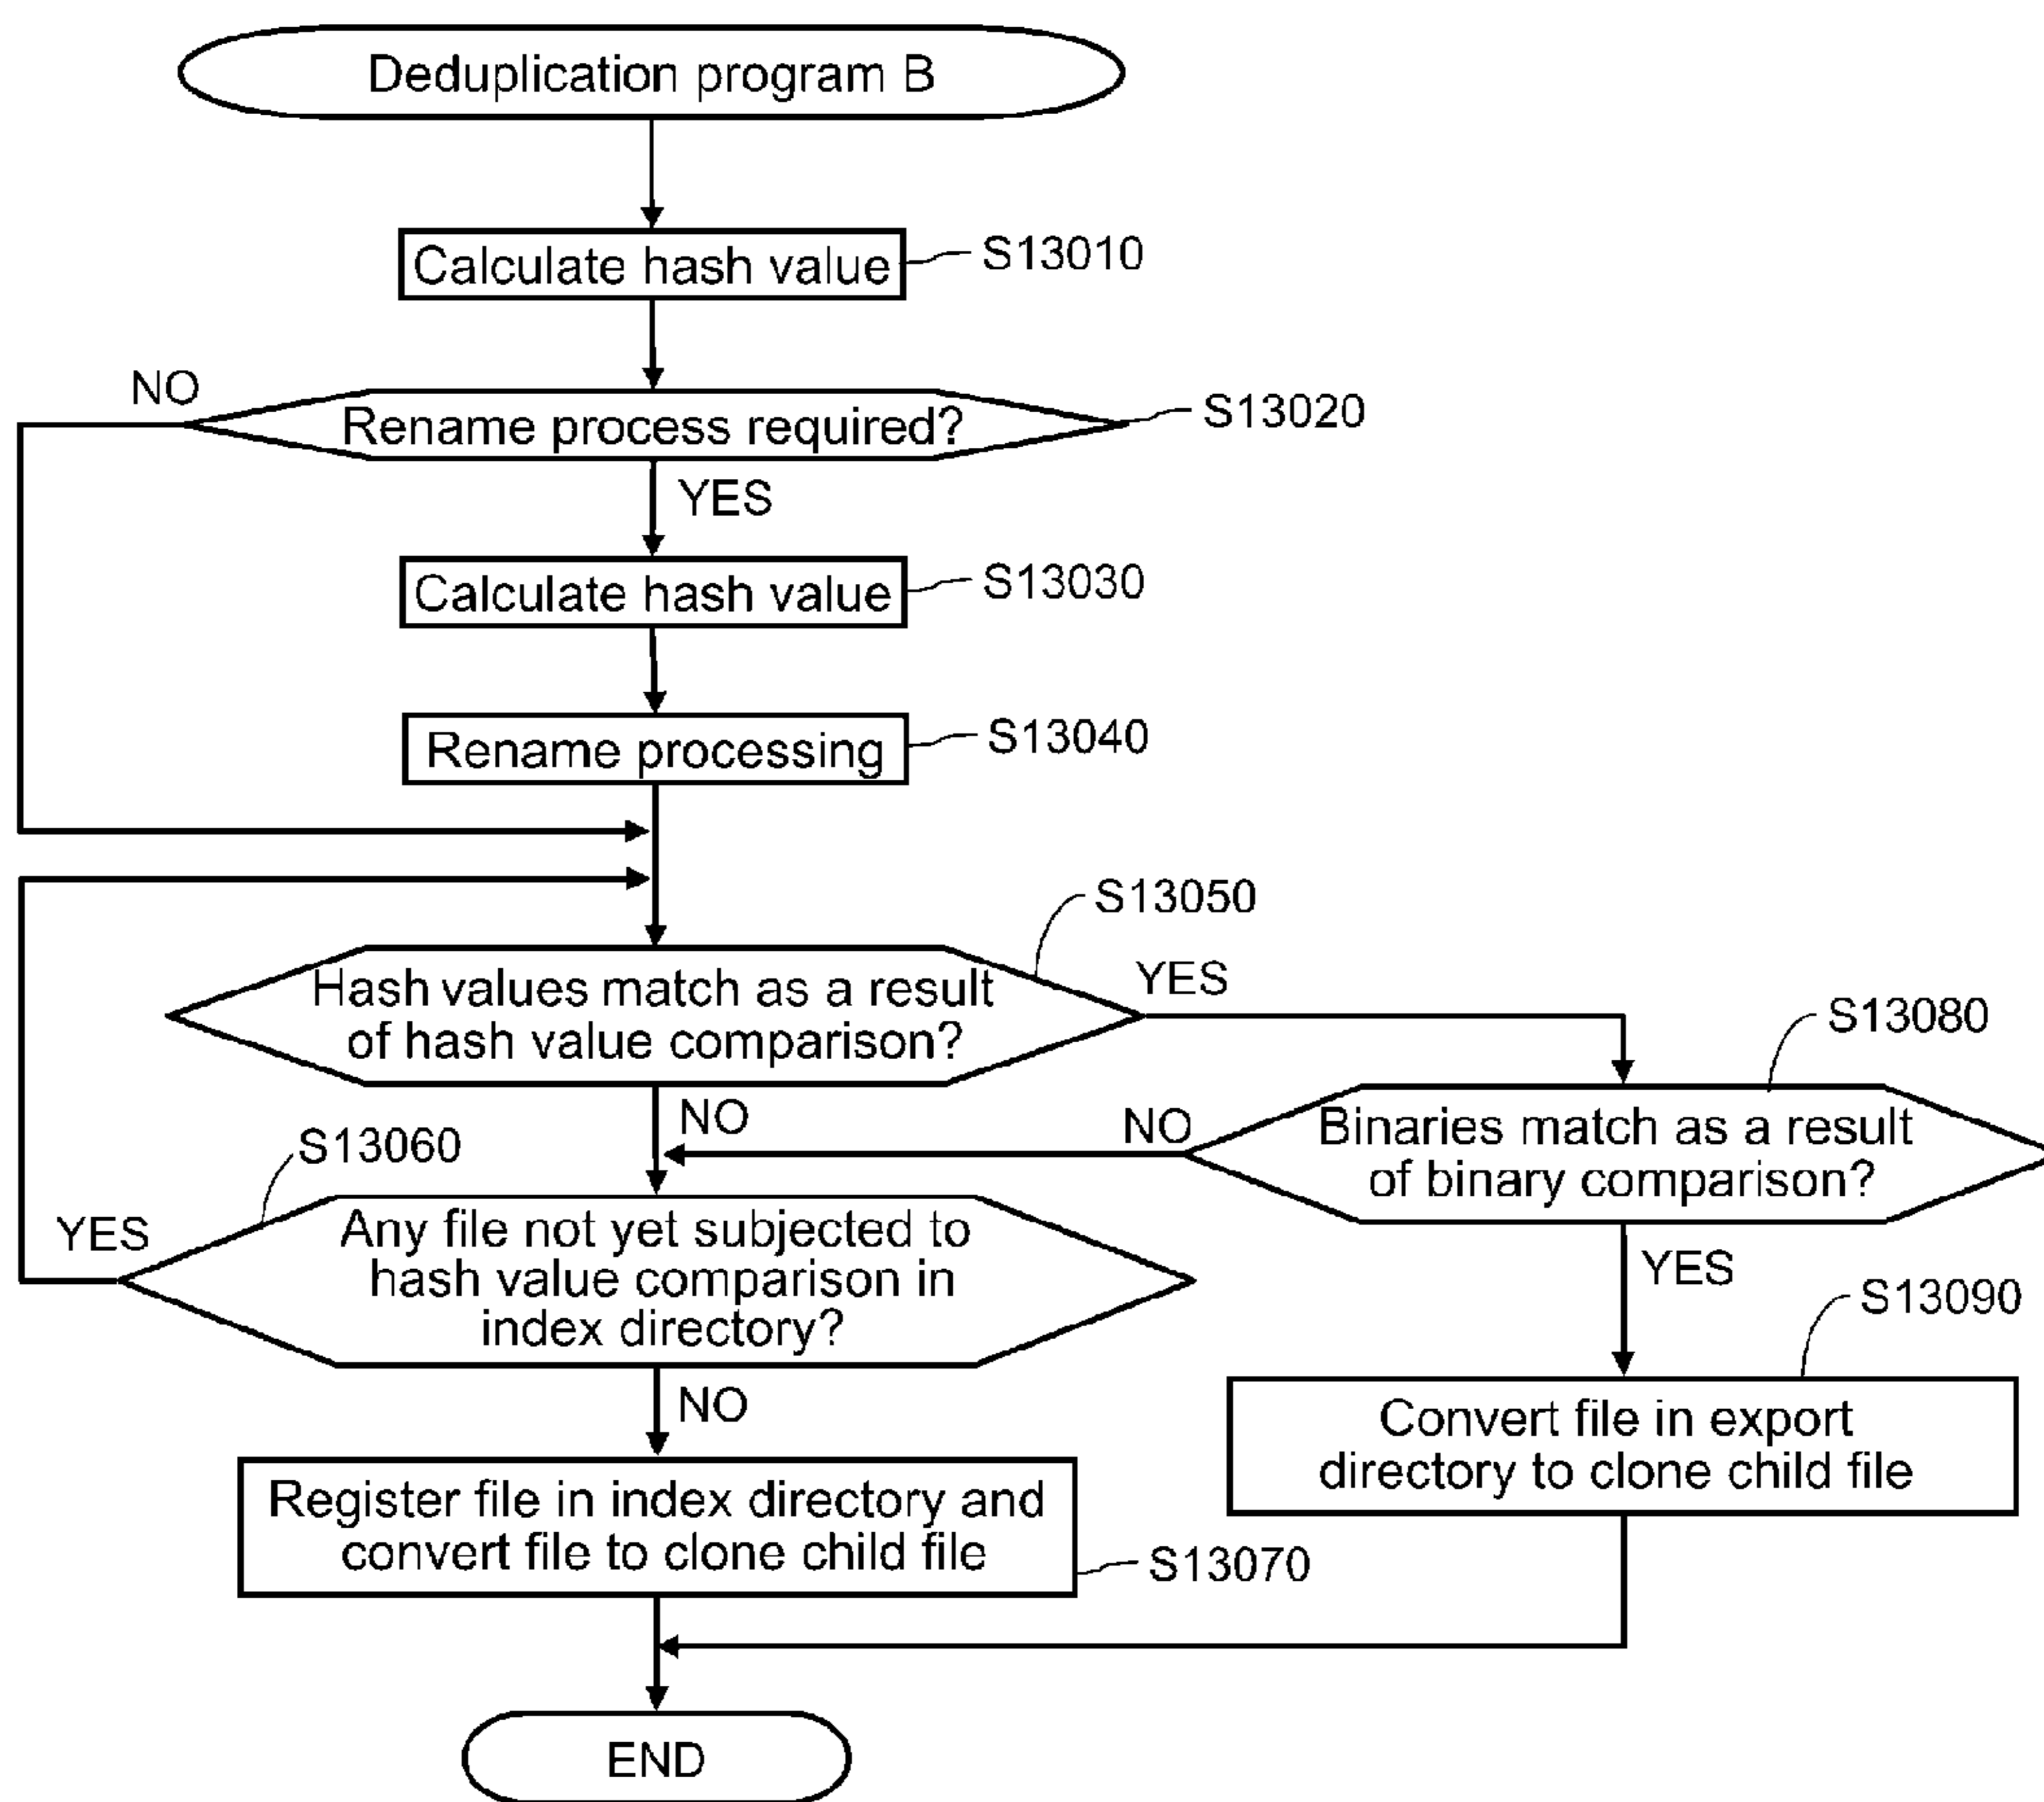 Deduplication program B
Calculate hash value
S13010
NO
Rename process required?
S13020
YES
Calculate hash value
S13030
Rename processing
S13040
S13050
Hash values match as a result
of hash value comparison?
YES
S13080
NO
NO
Binaries match as a result
of binary comparison?
S13060
YES
Any file not yet subjected to
hash value comparison in
index directory?
YES
S13090
NO
Convert file in export
directory to clone child file
Register file in index directory and
convert file to clone child file
S13070
END